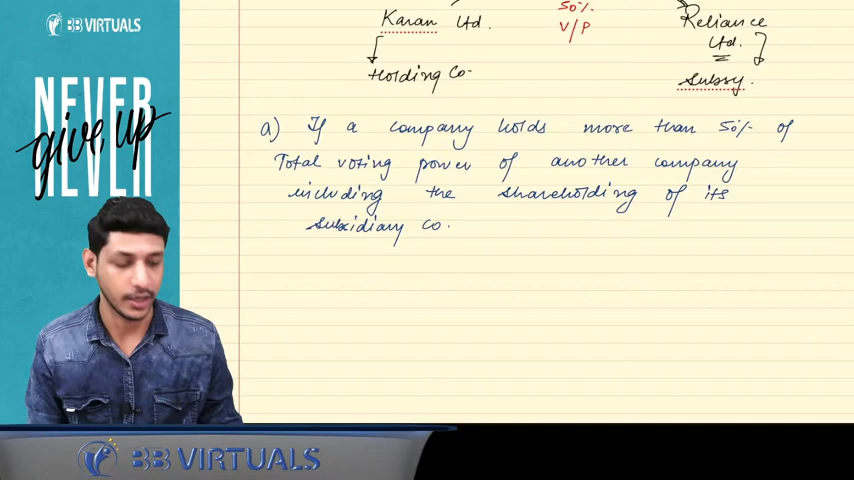 BB VIRTUALS
NEVER
give up
NEVER
Karan Ltd.
50%
V/P
Reliance
Ltd.
Holding Co-
Subsy.
a) If a company holds more than 50% of
Total voting power of another company
including the shareholding of its
subsidiary co.
BB VIRTUALS